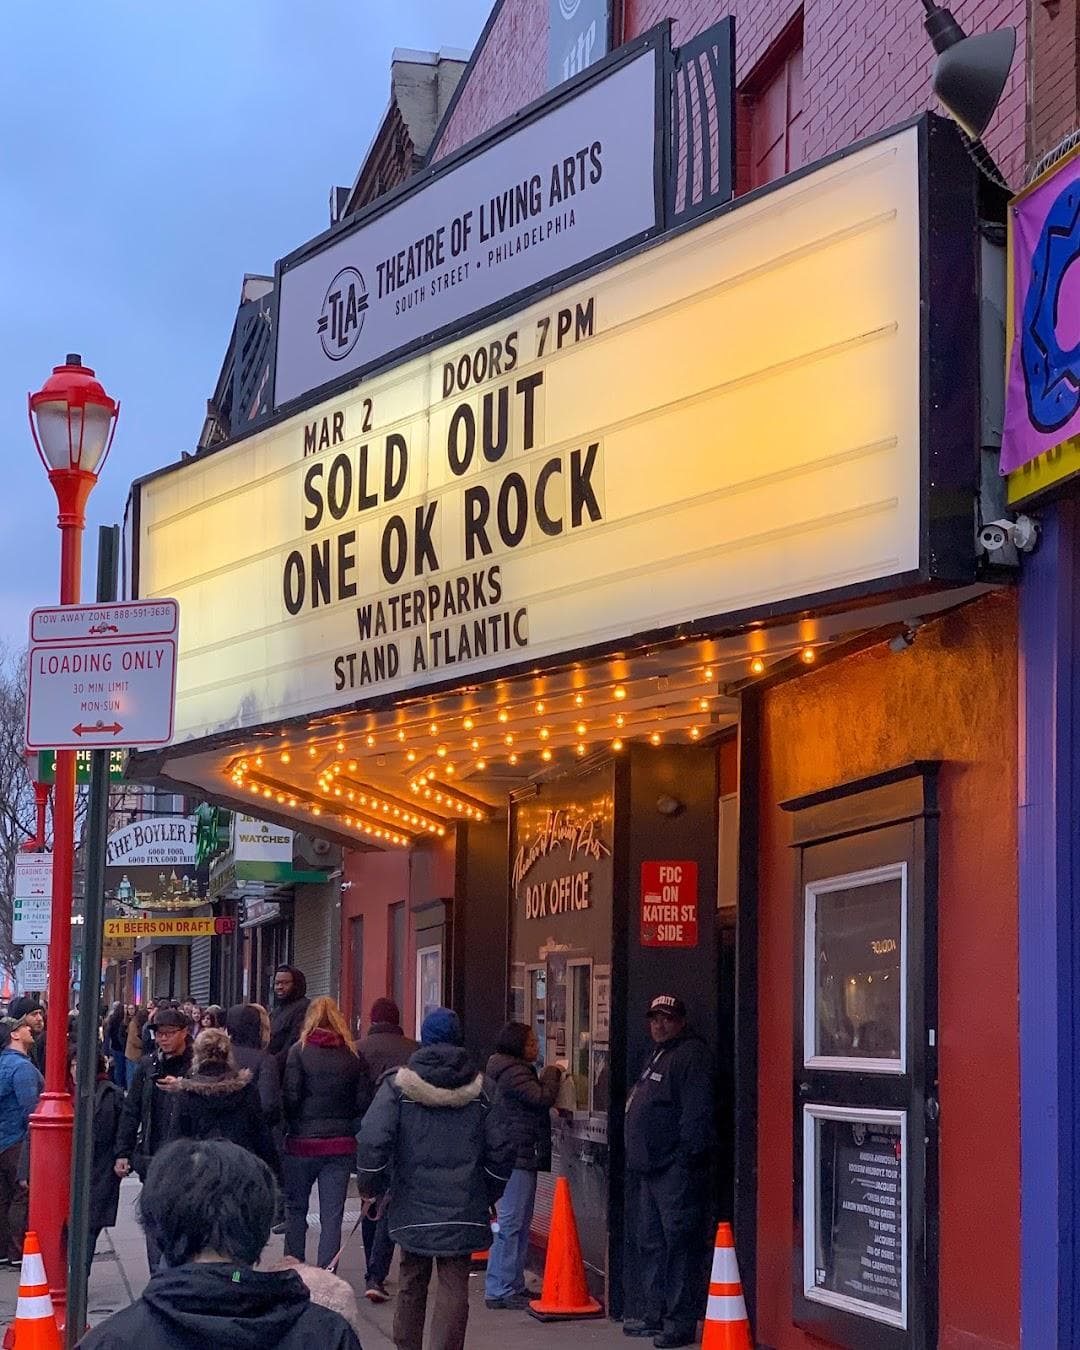 TLA
THEATRE OF LIVING ARTS
SOUTH STREET • PHILADELPHIA
MAR 2 DOORS 7PM
SOLD OUT
ONE OK ROCK
WATERPARKS
STAND ATLANTIC
TOW AWAY ZONE 888-591-3636
LOADING ONLY
30 MIN LIMIT
MON-SUN
THE BOYLER
GOOD FOOD,
GOOD FUN, GOOD
& WATCHES
21 BEERS ON DRAFT
LOADING
NO
Theatre of Living Arts
BOX OFFICE
FDC
ON
KATER ST.
SIDE
SECURITY
JACQUEES